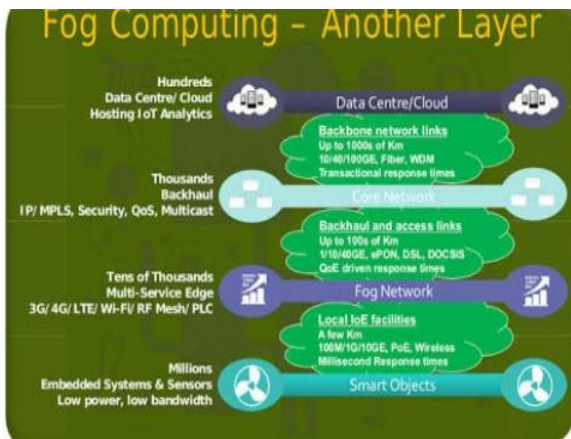 Fog Computing – Another Layer
Hundreds
Data Centre/ Cloud
Hosting IoT Analytics
Data Centre/Cloud
Backbone network links
Up to 1000s of Km
10/40/100GE, Fiber, WDM
Transactional response times
Thousands
Backhaul
IP/ MPLS, Security, QoS, Multicast
Core Network
Backhaul and access links
Up to 100s of Km
1/10/40GE, ePON, DSL, DOCSIS
QoE driven response times
Tens of Thousands
Multi-Service Edge
3G/ 4G/ LTE/ Wi-Fi/ RF Mesh/ PLC
Fog Network
Local IoE facilities
A few Km
100M/1G/10GE, PoE, Wireless
Millisecond Response times
Millions
Embedded Systems & Sensors
Low power, low bandwidth
Smart Objects